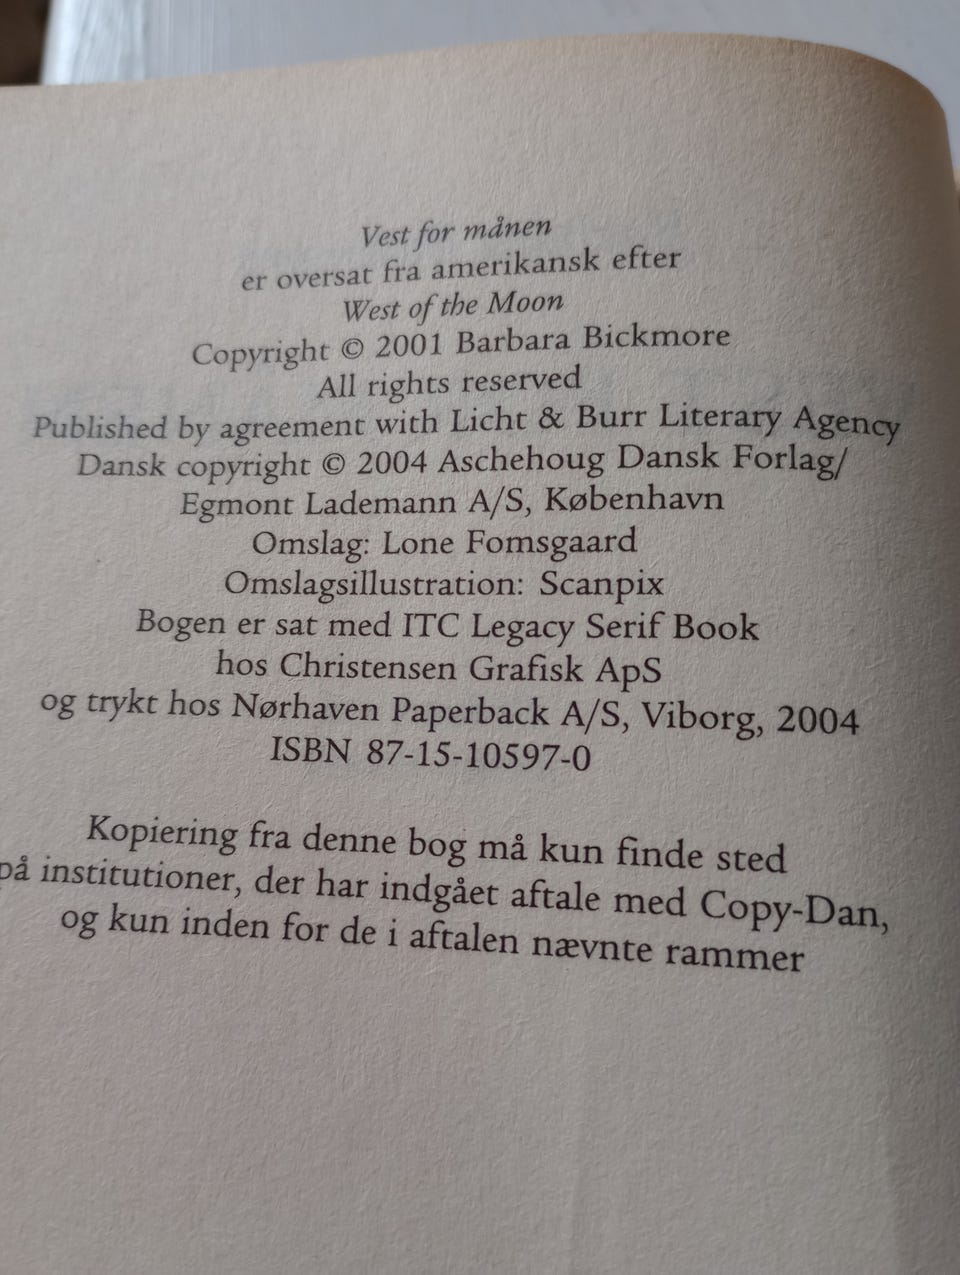 Vest for månen
er oversat fra amerikansk efter
West of the Moon
Copyright © 2001 Barbara Bickmore
All rights reserved
Published by agreement with Licht & Burr Literary Agency
Dansk copyright © 2004 Aschehoug Dansk Forlag/
Egmont Lademann A/S, København
Omslag: Lone Fomsgaard
Omslagsillustration: Scanpix
Bogen er sat med ITC Legacy Serif Book
hos Christensen Grafisk ApS
og trykt hos Nørhaven Paperback A/S, Viborg, 2004
ISBN 87-15-10597-0
Kopiering fra denne bog må kun finde sted
på institutioner, der har indgået aftale med Copy-Dan,
og kun inden for de i aftalen nævnte rammer